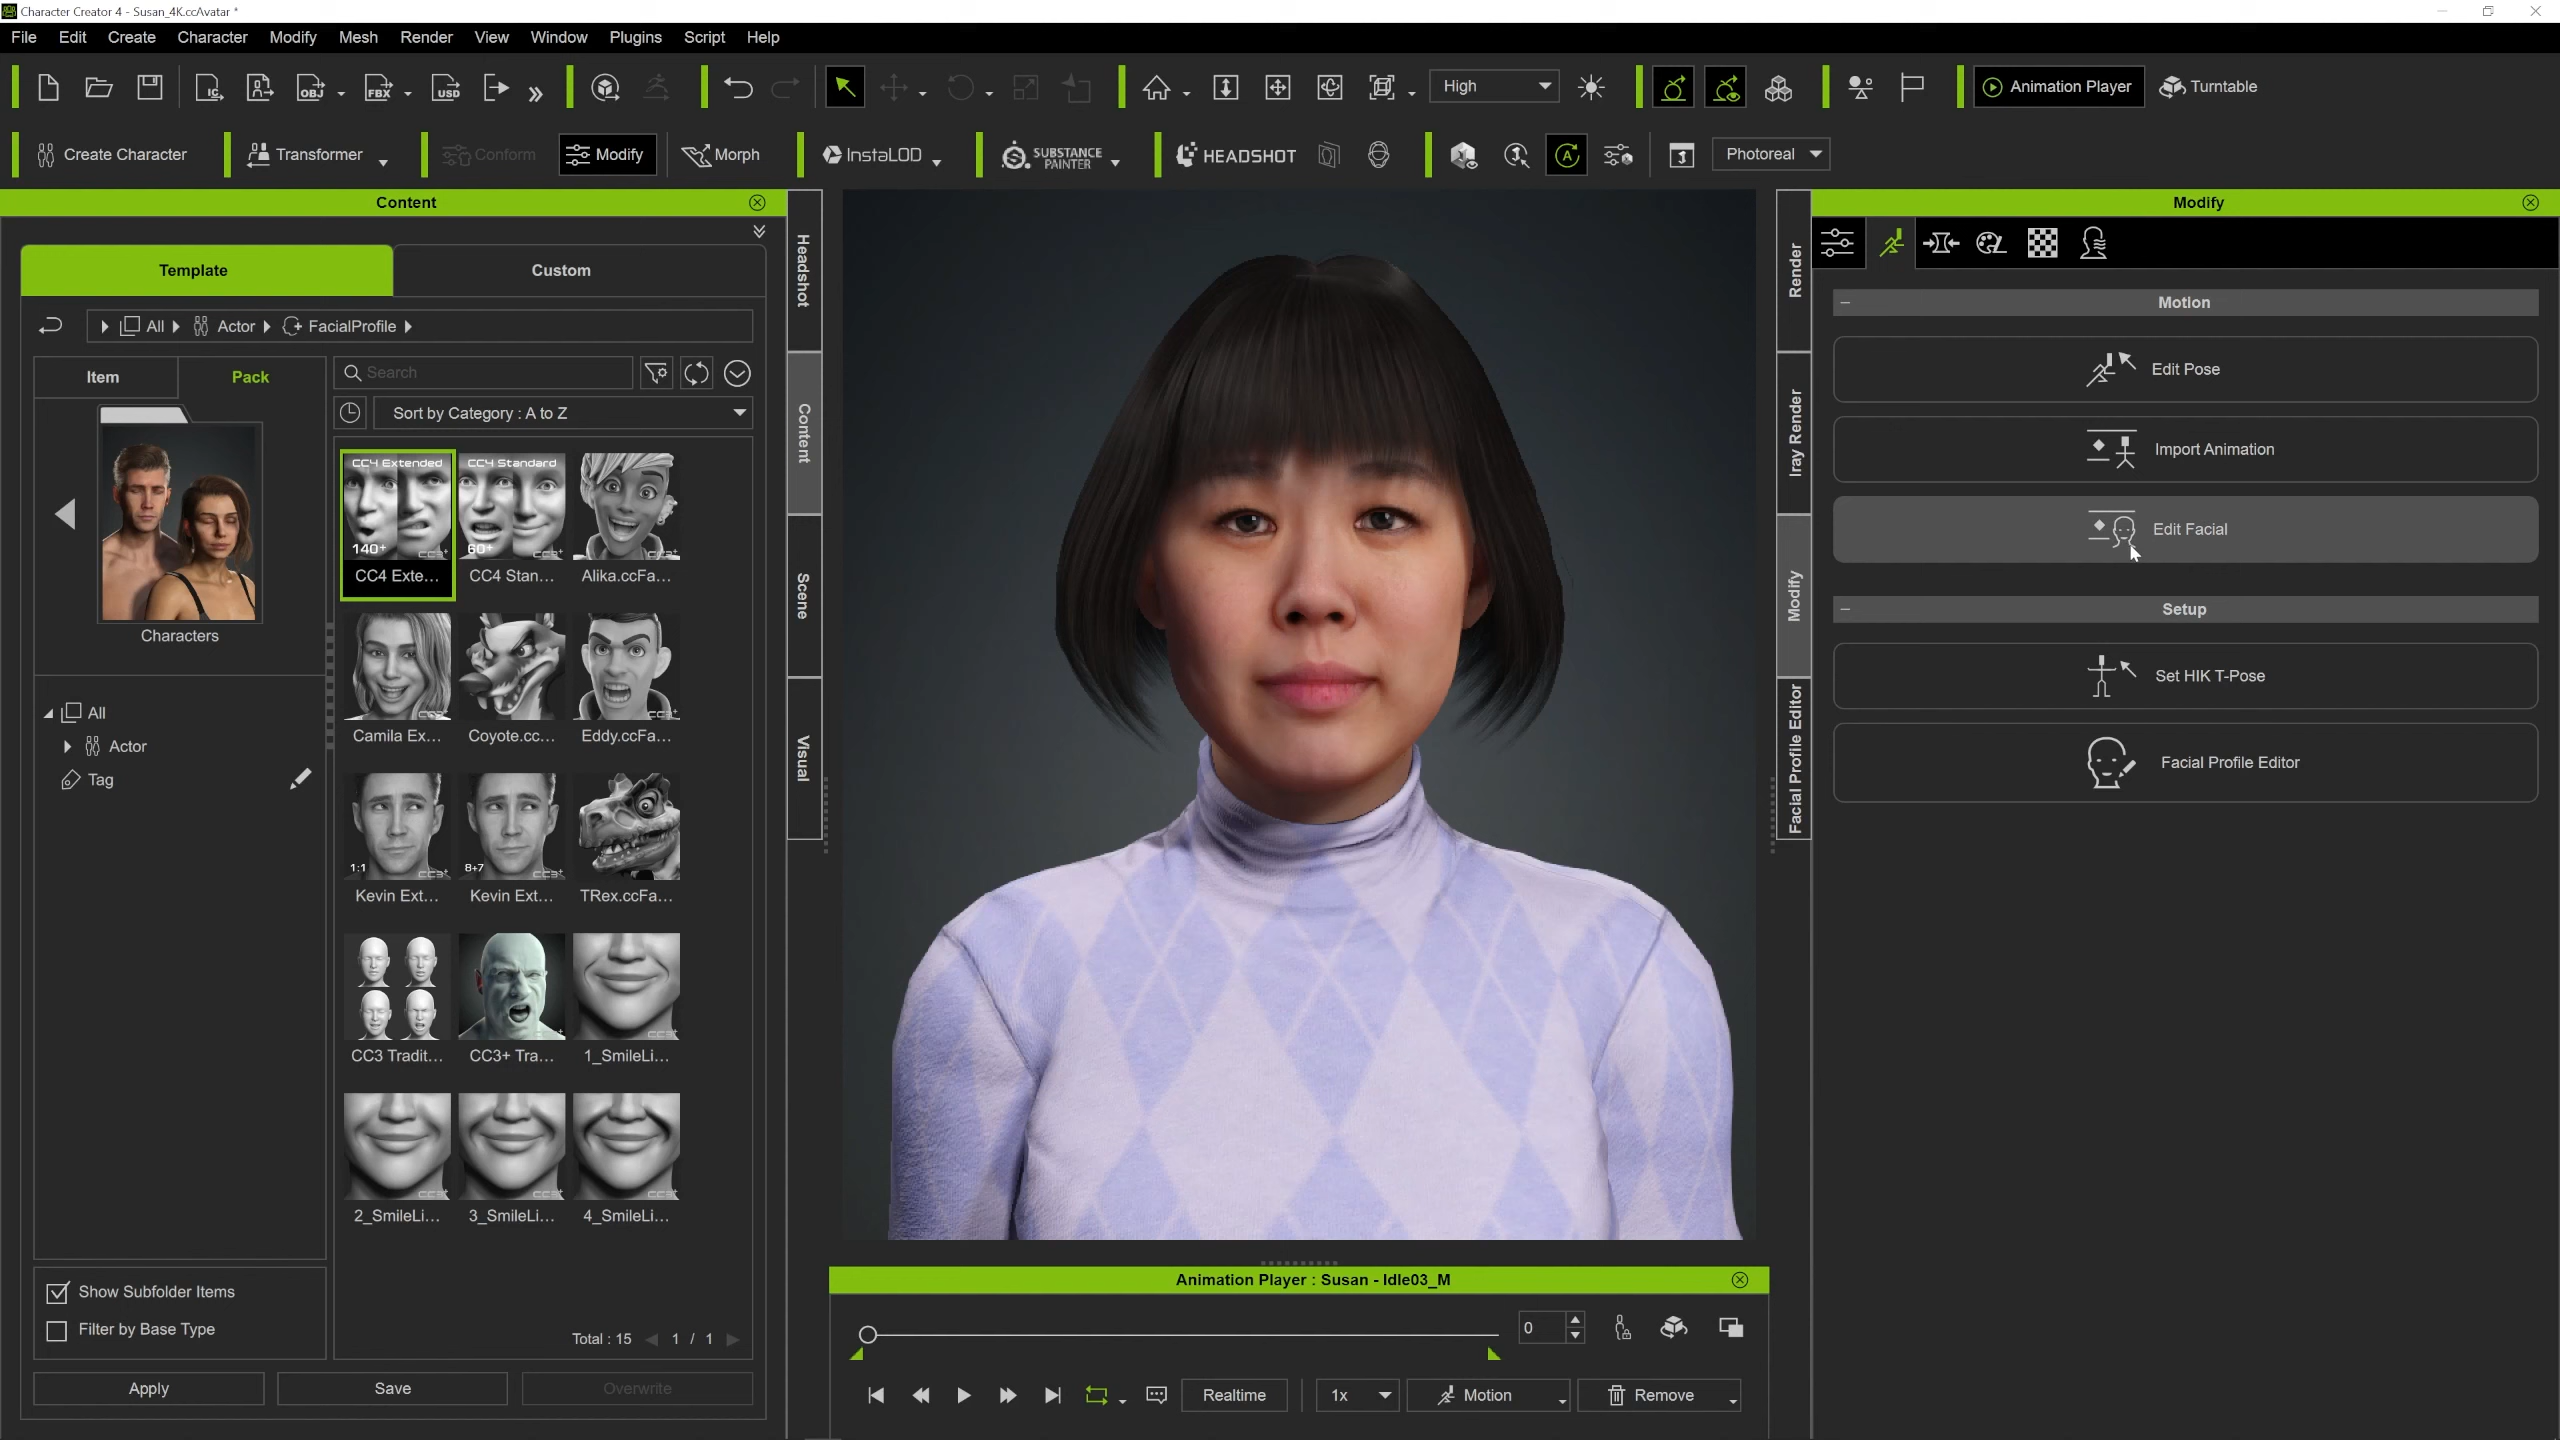 Character Creator 4 - Susan_4K.ccAvatar *
File Edit Create Character Modify Mesh Render View Window Plugins Script Help
IC OBJ FBX USD High Animation Player Turntable
Create Character Transformer Conform Modify Morph InstaLOD SUBSTANCE PAINTER HEADSHOT A Photoreal
Content
Template Custom
All Actor FacialProfile
Item Pack Search
Sort by Category : A to Z
Characters
All
Actor
Tag
CC4 Extended CC4 Standard
140+ 60+
CC4 Exte... CC4 Stan... Alika.ccFa...
Camila Ex... Coyote.cc... Eddy.ccFa...
1:1 8+7
Kevin Ext... Kevin Ext... TRex.ccFa...
CC3 Tradit... CC3+ Tra... 1_SmileLi...
2_SmileLi... 3_SmileLi... 4_SmileLi...
Show Subfolder Items
Filter by Base Type
Total : 15 1 / 1
Apply Save Overwrite
Headshot
Content
Scene
Visual
Animation Player : Susan - Idle03_M
0
Realtime 1x Motion Remove
Render
Iray Render
Modify
Facial Profile Editor
Modify
Motion
Edit Pose
Import Animation
Edit Facial
Setup
Set HIK T-Pose
Facial Profile Editor